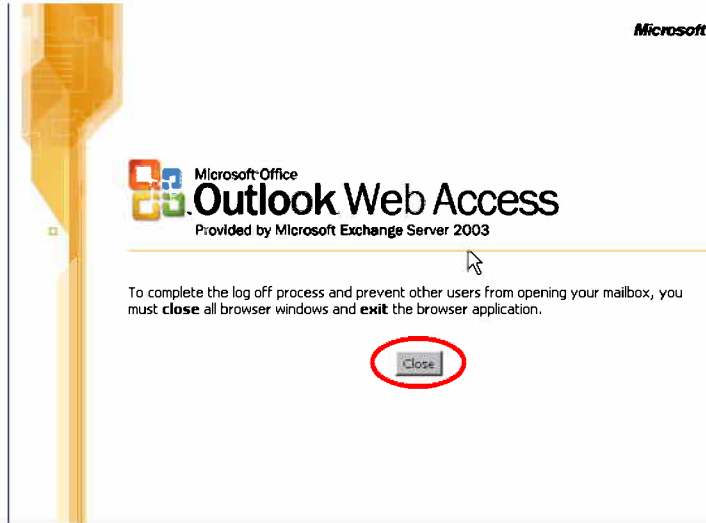 Microsoft
Microsoft Office
Outlook Web Access
Provided by Microsoft Exchange Server 2003
To complete the log off process and prevent other users from opening your mailbox, you
must close all browser windows and exit the browser application.
Close